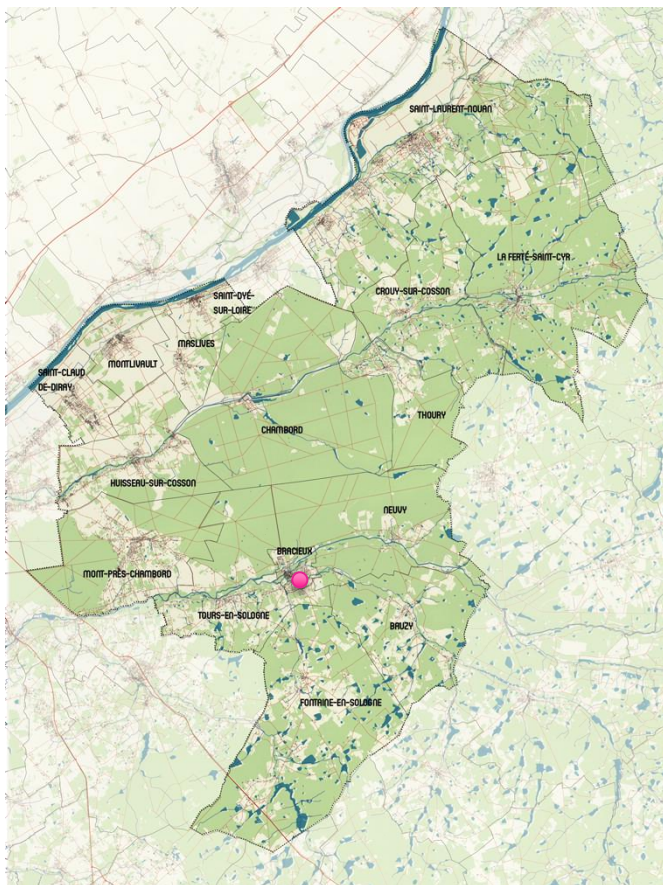 SAINT-LAURENT-NOUAN
LA FERTÉ-SAINT-CYR
CROUY-SUR-COSSON
SAINT-DYÉ-
SUR-LOIRE
MASLIVES
MONTLIVAULT
SAINT-CLAUD
DE-DIRAY
THOURY
CHAMBORD
HUISSEAU-SUR-COSSON
NEUVY
BRACIEUX
MONT-PRÈS-CHAMBORD
TOURS-EN-SOLOGNE
BAUZY
FONTAINE-EN-SOLOGNE